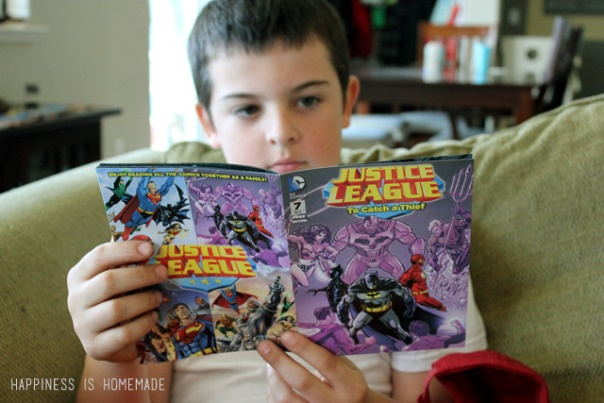 ENJOY READING ALL THE COMICS TOGETHER AS A FAMILY!
JUSTICE
LEAGUE
DC
7
JUSTICE
LEAGUE
To Catch a Thief
HAPPINESS IS HOMEMADE